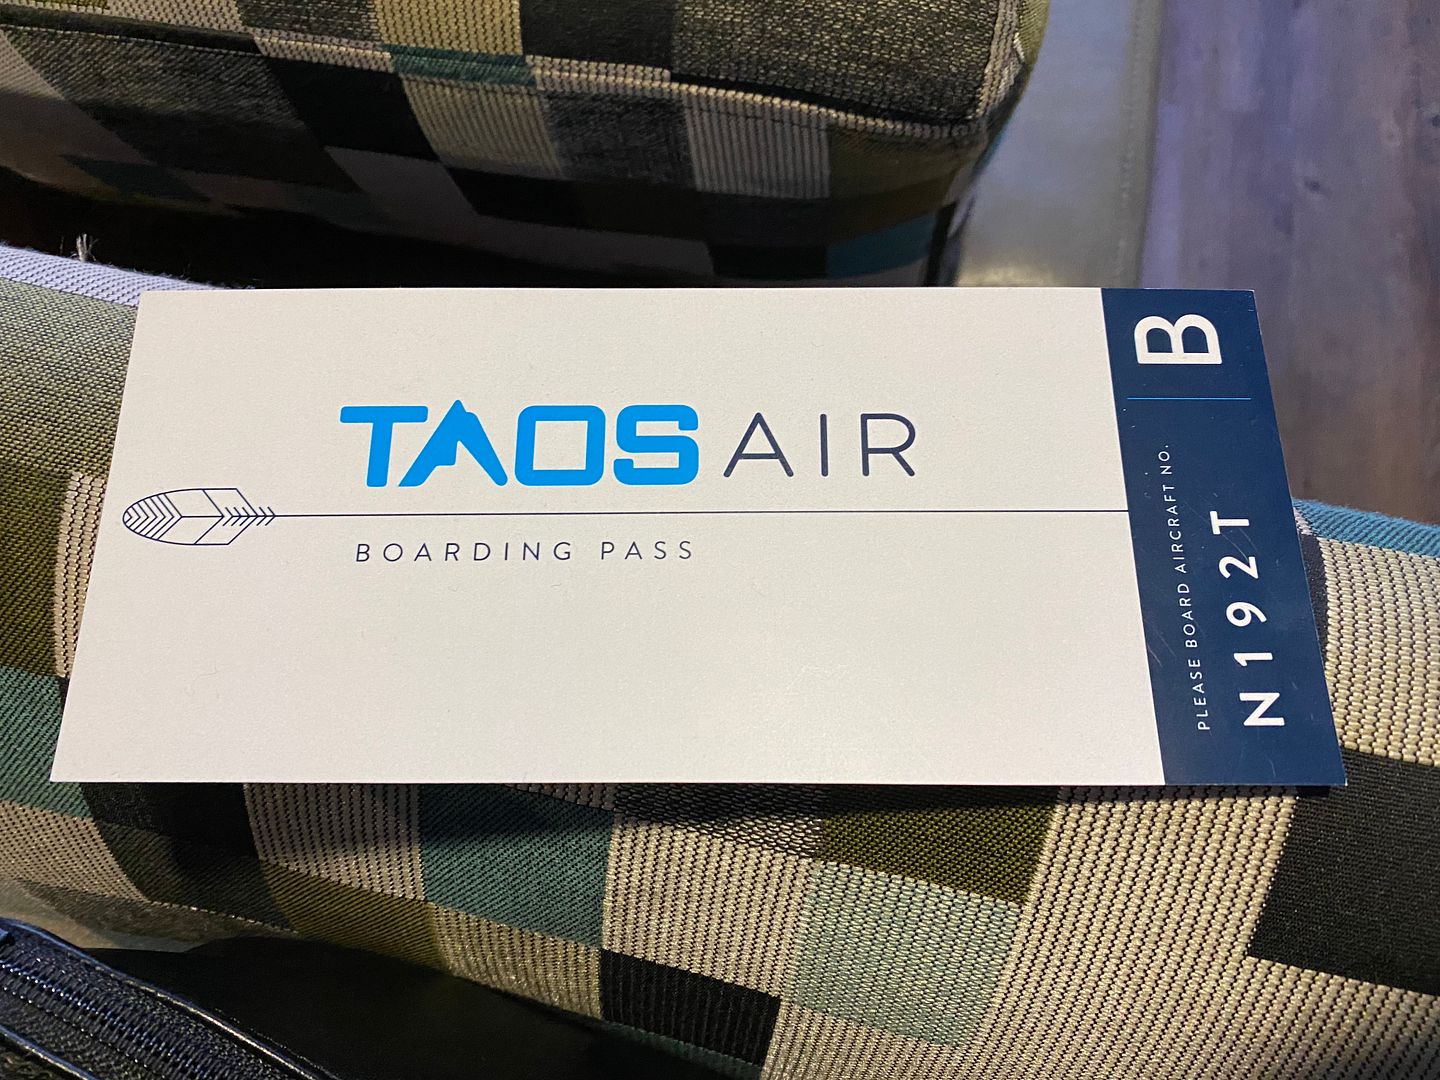 TAOS AIR
BOARDING PASS
B
PLEASE BOARD AIRCRAFT NO.
N192T